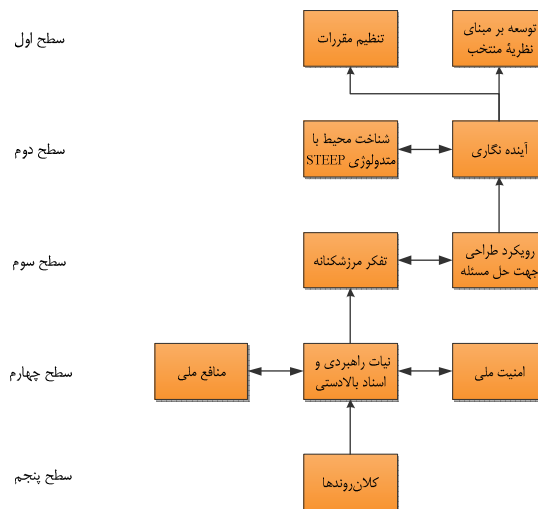 سطح اول
توسعه بر مبنای
نظریهٔ منتخب
تنظیم مقررات
سطح دوم
آینده نگاری
شناخت محیط با
متدولوژی STEEP
سطح سوم
رویکرد طراحی
جهت حل مسئله
تفکر مرزشکنانه
سطح چهارم
امنیت ملی
نیات راهبردی و
اسناد بالادستی
منافع ملی
سطح پنجم
کلان‌روندها